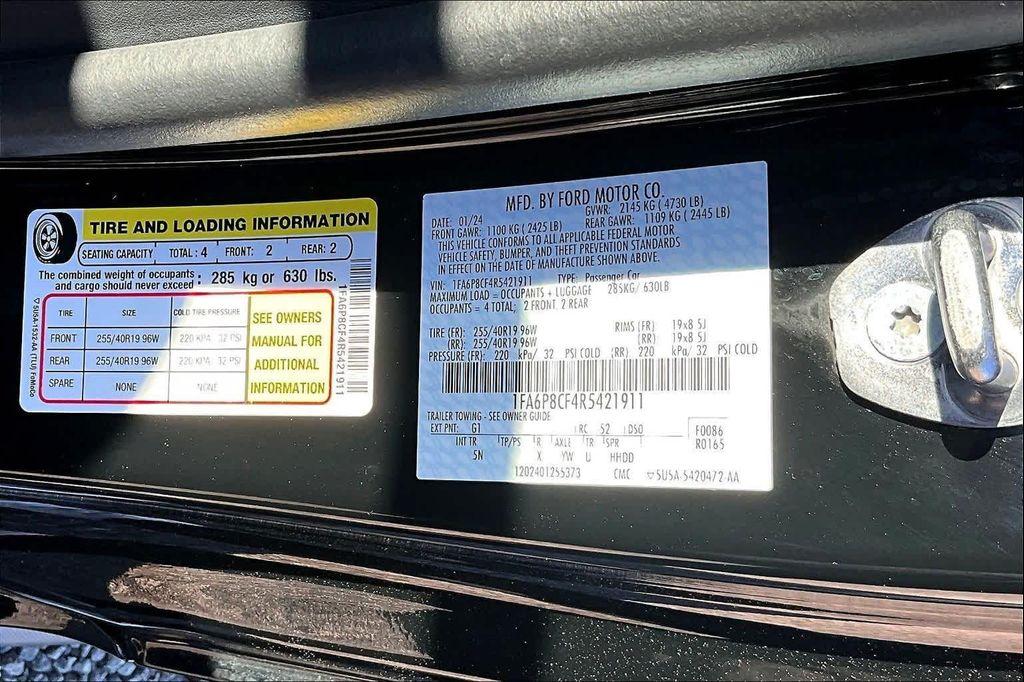 TIRE AND LOADING INFORMATION
SEATING CAPACITY TOTAL: 4 FRONT: 2 REAR: 2
The combined weight of occupants
and cargo should never exceed : 285 kg or 630 lbs.
TIRE SIZE COLD TIRE PRESSURE
FRONT 255/40R19 96W 220 KPA, 32 PSI
REAR 255/40R19 96W 220 KPA, 32 PSI
SPARE NONE NONE
SEE OWNERS
MANUAL FOR
ADDITIONAL
INFORMATION
5U5A-1532-AA (TLU) FoMoCo
1FA6P8CF4R5421911
MFD. BY FORD MOTOR CO.
DATE: 01/24 GVWR: 2145 KG ( 4730 LB)
FRONT GAWR: 1100 KG ( 2425 LB) REAR GAWR: 1109 KG ( 2445 LB)
THIS VEHICLE CONFORMS TO ALL APPLICABLE FEDERAL MOTOR
VEHICLE SAFETY, BUMPER, AND THEFT PREVENTION STANDARDS
IN EFFECT ON THE DATE OF MANUFACTURE SHOWN ABOVE.
VIN: 1FA6P8CF4R5421911 TYPE: Passenger Car
MAXIMUM LOAD = OCCUPANTS + LUGGAGE 285KG/ 630LB
OCCUPANTS = 4 TOTAL; 2 FRONT, 2 REAR
TIRE (FR): 255/40R19 96W RIMS (FR) 19x8.5J
(RR): 255/40R19 96W (RR) 19x8.5J
PRESSURE (FR): 220 kPa/ 32 PSI COLD (RR) 220 kPa/ 32 PSI COLD
1FA6P8CF4R5421911
TRAILER TOWING - SEE OWNER GUIDE
EXT PNT: G1 RC: 52 DSO F0086
INT TR TP/PS R AXLE TR SPR R0165
5N X YW U HHDD
1202401255373 CMC 5U5A-5420472-AA